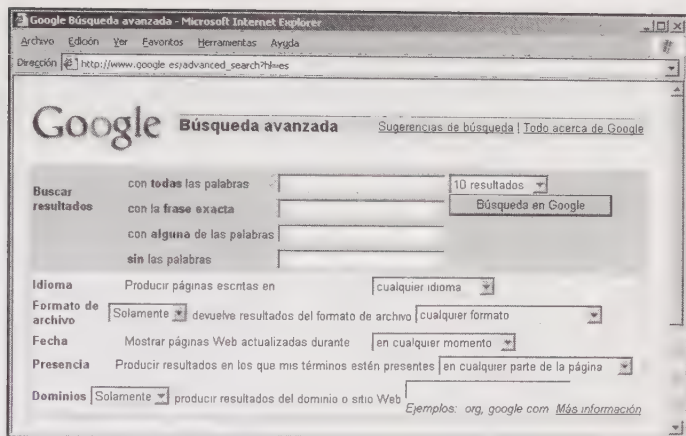 Google Búsqueda avanzada - Microsoft Internet Explorer
Archivo Edición Ver Favoritos Herramientas Ayuda
Dirección http://www.google.es/advanced_search?hl=es
Google Búsqueda avanzada Sugerencias de búsqueda | Todo acerca de Google
Buscar resultados con todas las palabras 10 resultados
con la frase exacta Búsqueda en Google
con alguna de las palabras
sin las palabras
Idioma Producir páginas escritas en cualquier idioma
Formato de archivo Solamente devuelve resultados del formato de archivo cualquier formato
Fecha Mostrar páginas Web actualizadas durante en cualquier momento
Presencia Producir resultados en los que mis términos estén presentes en cualquier parte de la página
Dominios Solamente producir resultados del dominio o sitio Web
Ejemplos: org, google com Más información